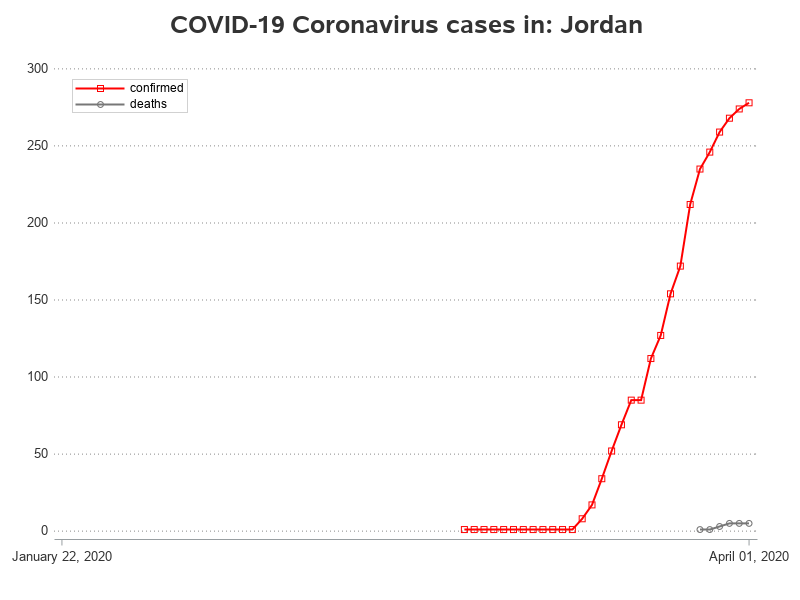 COVID-19 Coronavirus cases in: Jordan
300
confirmed
deaths
250
200
150
100
50
0
January 22, 2020
April 01, 2020